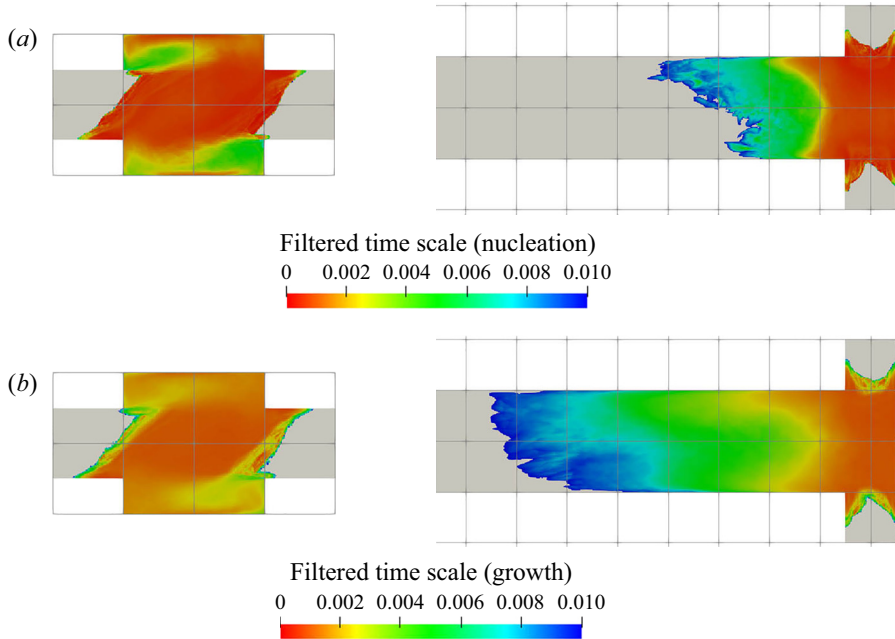 (a)
Filtered time scale (nucleation)
0 0.002 0.004 0.006 0.008 0.010
(b)
Filtered time scale (growth)
0 0.002 0.004 0.006 0.008 0.010